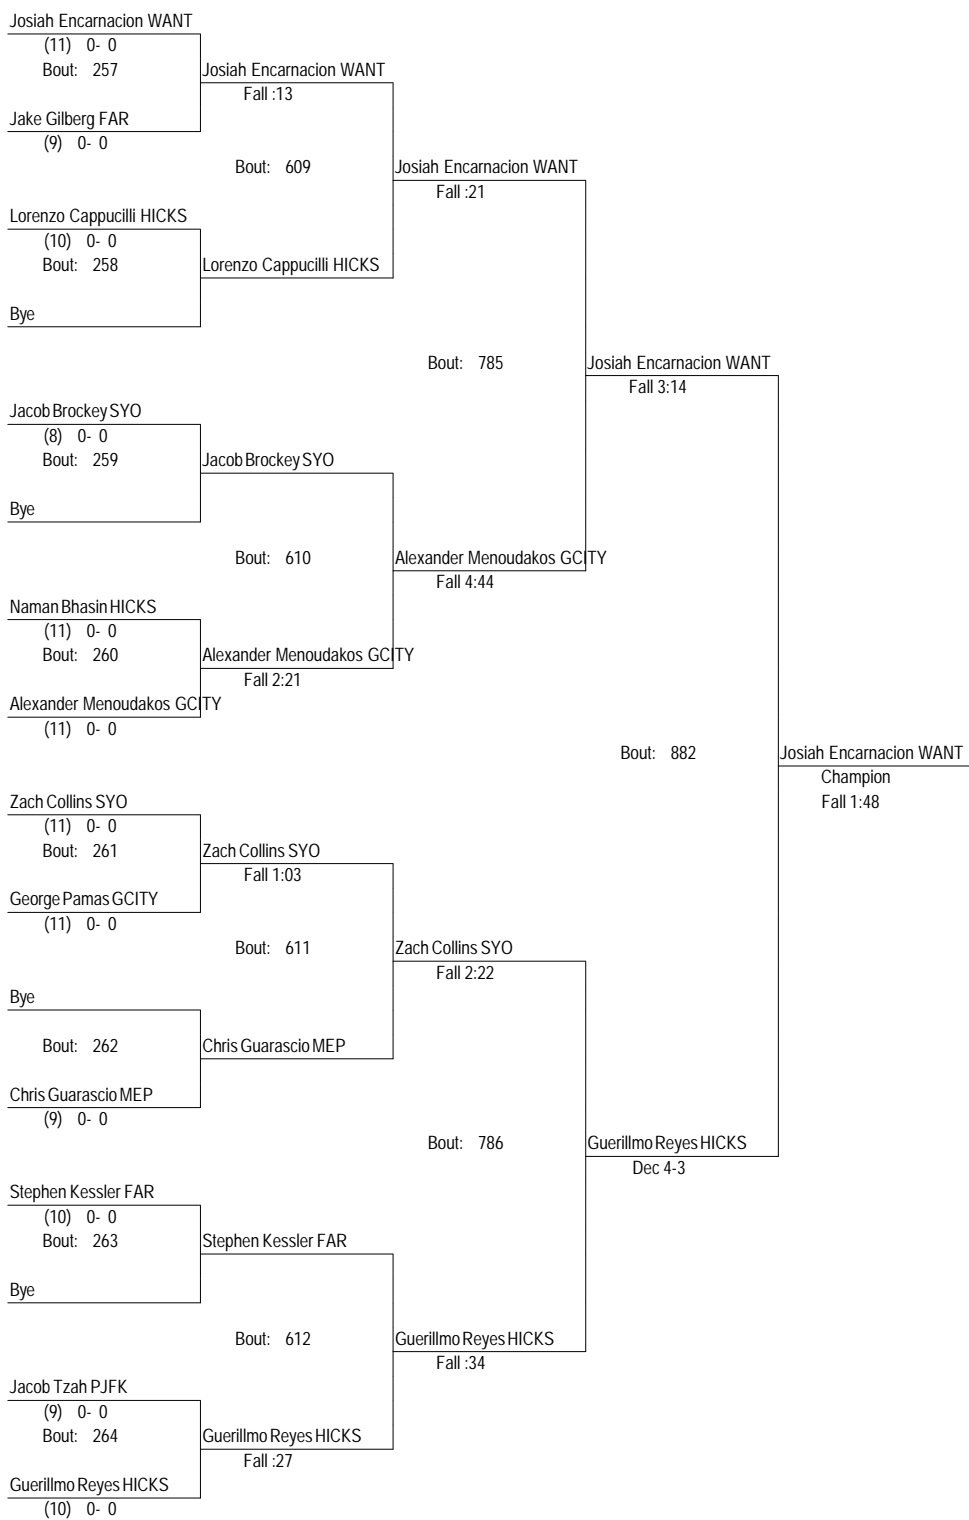 Josiah Encarnacion WANT
(11) 0- 0
Bout: 257
Josiah Encarnacion WANT
Fall :13
Jake Gilberg FAR
(9) 0- 0
Bout: 609
Josiah Encarnacion WANT
Fall :21
Lorenzo Cappucilli HICKS
(10) 0- 0
Bout: 258
Lorenzo Cappucilli HICKS
Bye
Bout: 785
Josiah Encarnacion WANT
Fall 3:14
Jacob Brockey SYO
(8) 0- 0
Bout: 259
Jacob Brockey SYO
Bye
Bout: 610
Alexander Menoudakos GCITY
Fall 4:44
Naman Bhasin HICKS
(11) 0- 0
Bout: 260
Alexander Menoudakos GCITY
Fall 2:21
Alexander Menoudakos GCITY
(11) 0- 0
Bout: 882
Josiah Encarnacion WANT
Champion
Fall 1:48
Zach Collins SYO
(11) 0- 0
Bout: 261
Zach Collins SYO
Fall 1:03
George Pamas GCITY
(11) 0- 0
Bout: 611
Zach Collins SYO
Fall 2:22
Bye
Bout: 262
Chris Guarascio MEP
Chris Guarascio MEP
(9) 0- 0
Bout: 786
Guerillmo Reyes HICKS
Dec 4-3
Stephen Kessler FAR
(10) 0- 0
Bout: 263
Stephen Kessler FAR
Bye
Bout: 612
Guerillmo Reyes HICKS
Fall :34
Jacob Tzah PJFK
(9) 0- 0
Bout: 264
Guerillmo Reyes HICKS
Fall :27
Guerillmo Reyes HICKS
(10) 0- 0